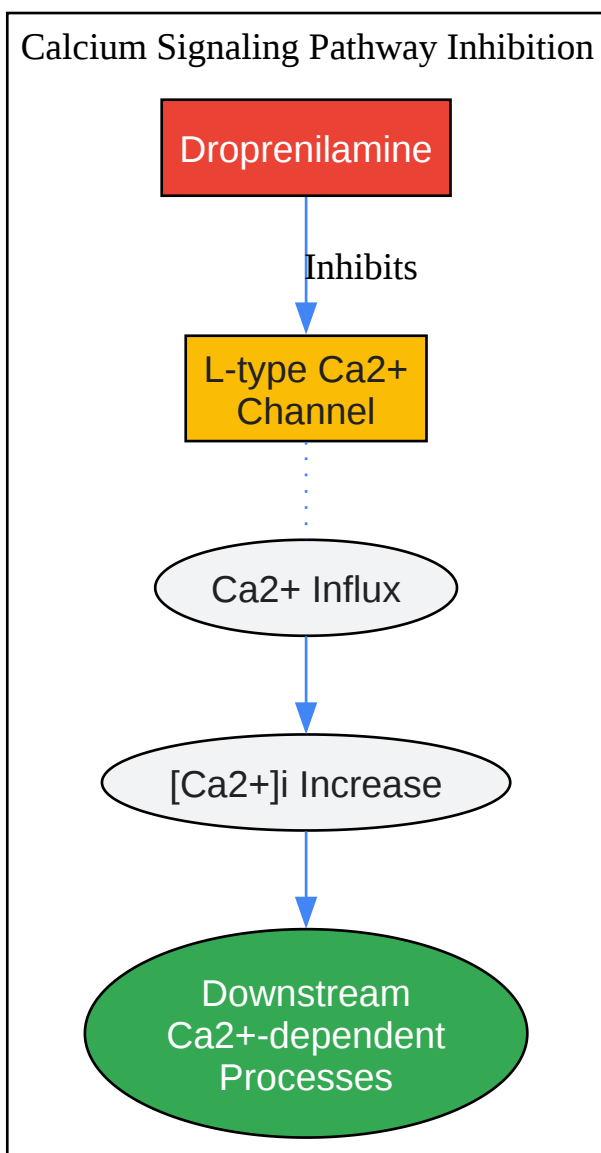 Calcium Signaling Pathway Inhibition
Droprenilamine
Inhibits
L-type Ca2+
Channel
Ca2+ Influx
[Ca2+]i Increase
Downstream
Ca2+-dependent
Processes